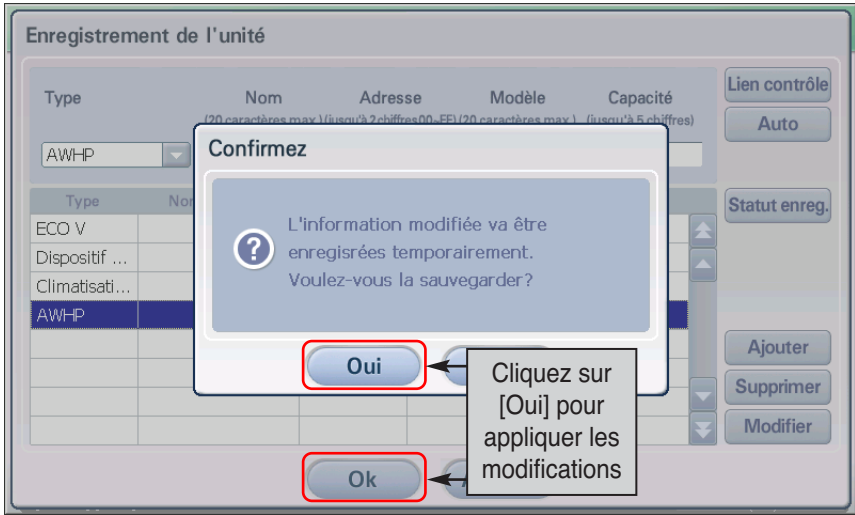 Enregistrement de l'unité
Type Nom Adresse Modèle Capacité
(20 caractères max.) (jusqu'à 2 chiffres00~FF) (20 caractères max.) (jusqu'à 5 chiffres)
AWHP
Lien contrôle
Auto
Statut enreg.
Type
ECO V
Dispositif ...
Climatisati...
AWHP
Confirmez
L'information modifiée va être
enregisrées temporairement.
Voulez-vous la sauvegarder?
Oui
Cliquez sur
[Oui] pour
appliquer les
modifications
Ajouter
Supprimer
Modifier
Ok